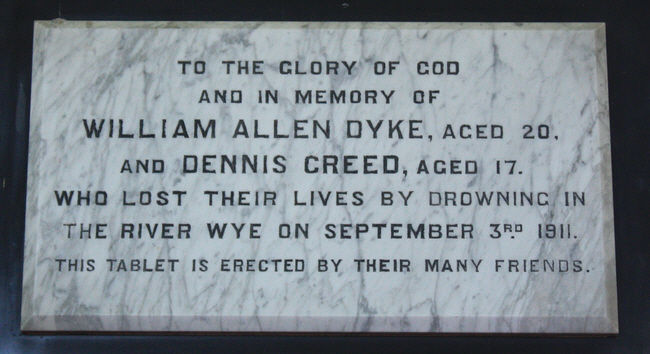 TO THE GLORY OF GOD
AND IN MEMORY OF
WILLIAM ALLEN DYKE, AGED 20,
AND DENNIS CREED, AGED 17.
WHO LOST THEIR LIVES BY DROWNING IN
THE RIVER WYE ON SEPTEMBER 3RD 1911.
THIS TABLET IS ERECTED BY THEIR MANY FRIENDS.